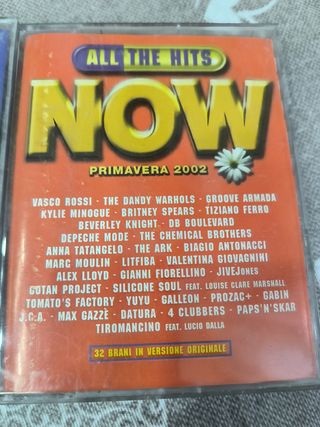 ALL THE HITS
NOW
PRIMAVERA 2002
VASCO ROSSI · THE DANDY WARHOLS · GROOVE ARMADA
KYLIE MINOGUE · BRITNEY SPEARS · TIZIANO FERRO
BEVERLEY KNIGHT · DB BOULEVARD
DEPECHE MODE · THE CHEMICAL BROTHERS
ANNA TATANGELO · THE ARK · BIAGIO ANTONACCI
MARC MOULIN · LITFIBA · VALENTINA GIOVAGNINI
ALEX LLOYD · GIANNI FIORELLINO · JIVEJones
GOTAN PROJECT · SILICONE SOUL FEAT. LOUISE CLARE MARSHALL
TOMATO'S FACTORY · YUYU · GALLEON · PROZAC+ · GABIN
J.C.A. · MAX GAZZÈ · DATURA · 4 CLUBBERS · PAPS'N'SKAR
TIROMANCINO FEAT. LUCIO DALLA
32 BRANI IN VERSIONE ORIGINALE